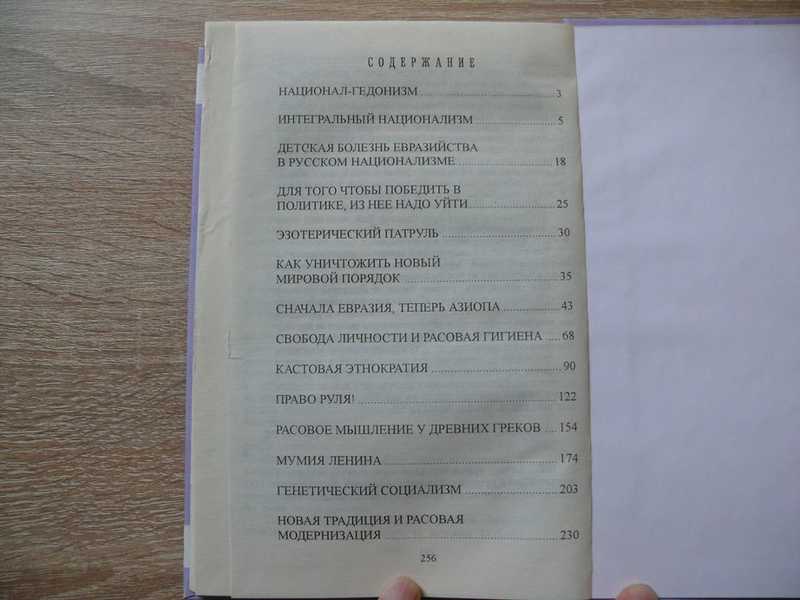 СОДЕРЖАНИЕ
НАЦИОНАЛ-ГЕДОНИЗМ 3
ИНТЕГРАЛЬНЫЙ НАЦИОНАЛИЗМ 5
ДЕТСКАЯ БОЛЕЗНЬ ЕВРАЗИЙСТВА
В РУССКОМ НАЦИОНАЛИЗМЕ 18
ДЛЯ ТОГО ЧТОБЫ ПОБЕДИТЬ В
ПОЛИТИКЕ, ИЗ НЕЕ НАДО УЙТИ 25
ЭЗОТЕРИЧЕСКИЙ ПАТРУЛЬ 30
КАК УНИЧТОЖИТЬ НОВЫЙ
МИРОВОЙ ПОРЯДОК 35
СНАЧАЛА ЕВРАЗИЯ, ТЕПЕРЬ АЗИОПА 43
СВОБОДА ЛИЧНОСТИ И РАСОВАЯ ГИГИЕНА 68
КАСТОВАЯ ЭТНОКРАТИЯ 90
ПРАВО РУЛЯ! 122
РАСОВОЕ МЫШЛЕНИЕ У ДРЕВНИХ ГРЕКОВ 154
МУМИЯ ЛЕНИНА 174
ГЕНЕТИЧЕСКИЙ СОЦИАЛИЗМ 203
НОВАЯ ТРАДИЦИЯ И РАСОВАЯ
МОДЕРНИЗАЦИЯ 230
256